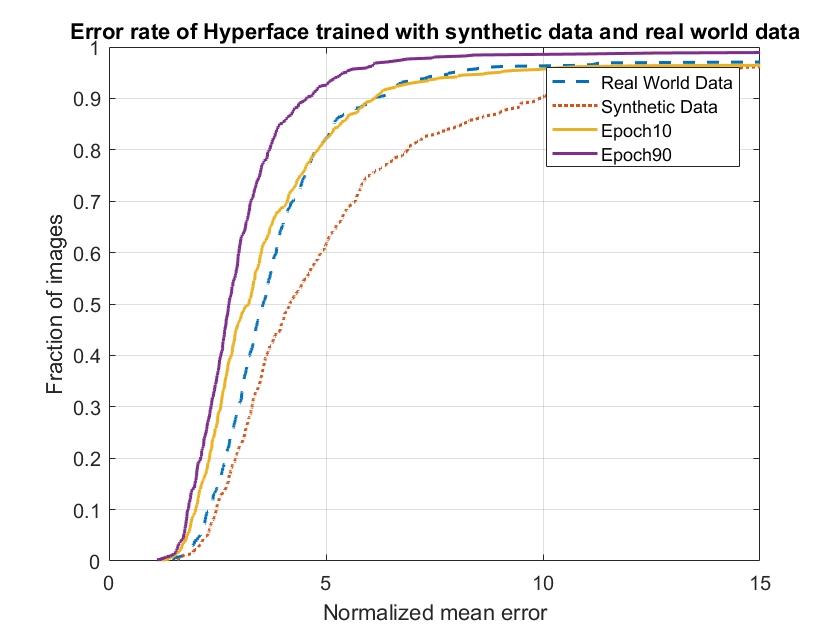 Error rate of Hyperface trained with synthetic data and real world data
1
0.9
0.8
0.7
0.6
0.5
0.4
0.3
0.2
0.1
0
Fraction of images
Real World Data
Synthetic Data
Epoch10
Epoch90
0 5 10 15
Normalized mean error